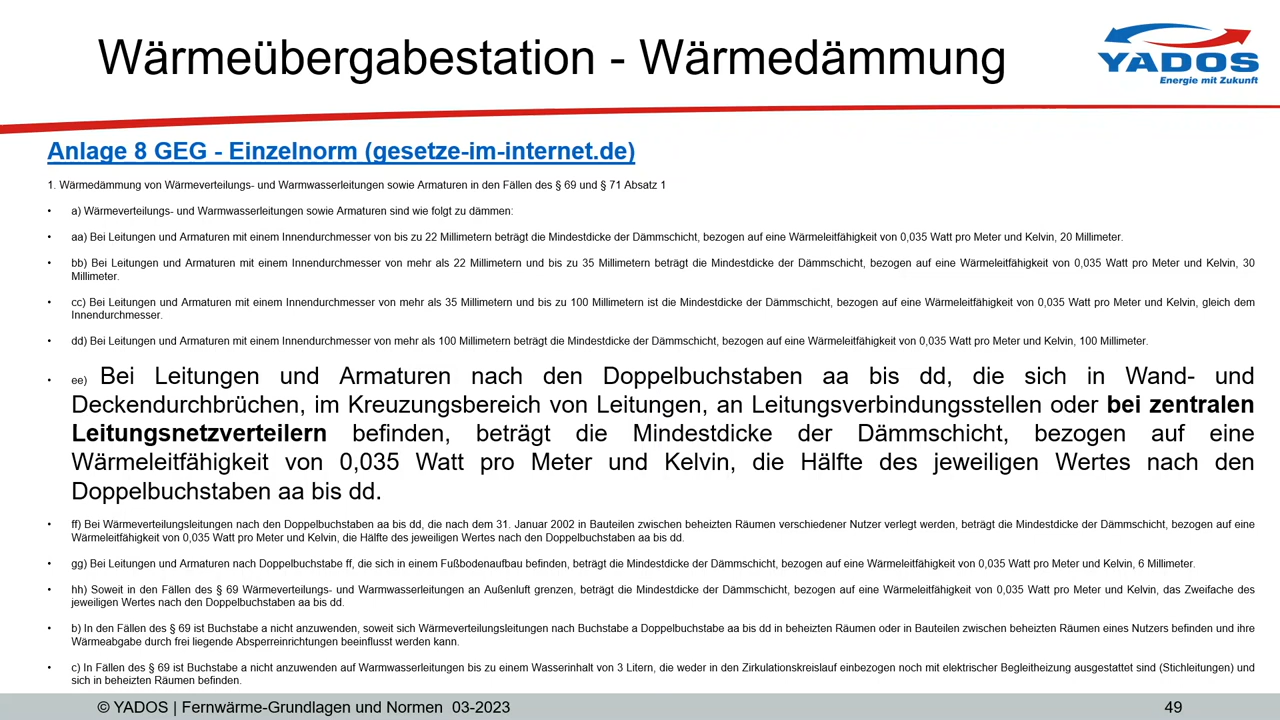 Wärmeübergabestation - Wärmedämmung
YADOS
Energie mit Zukunft
Anlage 8 GEG - Einzelnorm (gesetze-im-internet.de)
1. Wärmedämmung von Wärmeverteilungs- und Warmwasserleitungen sowie Armaturen in den Fällen des § 69 und § 71 Absatz 1
• a) Wärmeverteilungs- und Warmwasserleitungen sowie Armaturen sind wie folgt zu dämmen:
• aa) Bei Leitungen und Armaturen mit einem Innendurchmesser von bis zu 22 Millimetern beträgt die Mindestdicke der Dämmschicht, bezogen auf eine Wärmeleitfähigkeit von 0,035 Watt pro Meter und Kelvin, 20 Millimeter.
• bb) Bei Leitungen und Armaturen mit einem Innendurchmesser von mehr als 22 Millimetern und bis zu 35 Millimetern beträgt die Mindestdicke der Dämmschicht, bezogen auf eine Wärmeleitfähigkeit von 0,035 Watt pro Meter und Kelvin, 30
Millimeter.
• cc) Bei Leitungen und Armaturen mit einem Innendurchmesser von mehr als 35 Millimetern und bis zu 100 Millimetern ist die Mindestdicke der Dämmschicht, bezogen auf eine Wärmeleitfähigkeit von 0,035 Watt pro Meter und Kelvin, gleich dem
Innendurchmesser.
• dd) Bei Leitungen und Armaturen mit einem Innendurchmesser von mehr als 100 Millimetern beträgt die Mindestdicke der Dämmschicht, bezogen auf eine Wärmeleitfähigkeit von 0,035 Watt pro Meter und Kelvin, 100 Millimeter.
• ee) Bei Leitungen und Armaturen nach den Doppelbuchstaben aa bis dd, die sich in Wand- und
Deckendurchbrüchen, im Kreuzungsbereich von Leitungen, an Leitungsverbindungsstellen oder bei zentralen
Leitungsnetzverteilern befinden, beträgt die Mindestdicke der Dämmschicht, bezogen auf eine
Wärmeleitfähigkeit von 0,035 Watt pro Meter und Kelvin, die Hälfte des jeweiligen Wertes nach den
Doppelbuchstaben aa bis dd.
• ff) Bei Wärmeverteilungsleitungen nach den Doppelbuchstaben aa bis dd, die nach dem 31. Januar 2002 in Bauteilen zwischen beheizten Räumen verschiedener Nutzer verlegt werden, beträgt die Mindestdicke der Dämmschicht, bezogen auf eine
Wärmeleitfähigkeit von 0,035 Watt pro Meter und Kelvin, die Hälfte des jeweiligen Wertes nach den Doppelbuchstaben aa bis dd.
• gg) Bei Leitungen und Armaturen nach Doppelbuchstabe ff, die sich in einem Fußbodenaufbau befinden, beträgt die Mindestdicke der Dämmschicht, bezogen auf eine Wärmeleitfähigkeit von 0,035 Watt pro Meter und Kelvin, 6 Millimeter.
• hh) Soweit in den Fällen des § 69 Wärmeverteilungs- und Warmwasserleitungen an Außenluft grenzen, beträgt die Mindestdicke der Dämmschicht, bezogen auf eine Wärmeleitfähigkeit von 0,035 Watt pro Meter und Kelvin, das Zweifache des
jeweiligen Wertes nach den Doppelbuchstaben aa bis dd.
• b) In den Fällen des § 69 ist Buchstabe a nicht anzuwenden, soweit sich Wärmeverteilungsleitungen nach Buchstabe a Doppelbuchstabe aa bis dd in beheizten Räumen oder in Bauteilen zwischen beheizten Räumen eines Nutzers befinden und ihre
Wärmeabgabe durch frei liegende Absperreinrichtungen beeinflusst werden kann.
• c) In Fällen des § 69 ist Buchstabe a nicht anzuwenden auf Warmwasserleitungen bis zu einem Wasserinhalt von 3 Litern, die weder in den Zirkulationskreislauf einbezogen noch mit elektrischer Begleitheizung ausgestattet sind (Stichleitungen) und
sich in beheizten Räumen befinden.
© YADOS | Fernwärme-Grundlagen und Normen 03-2023
49